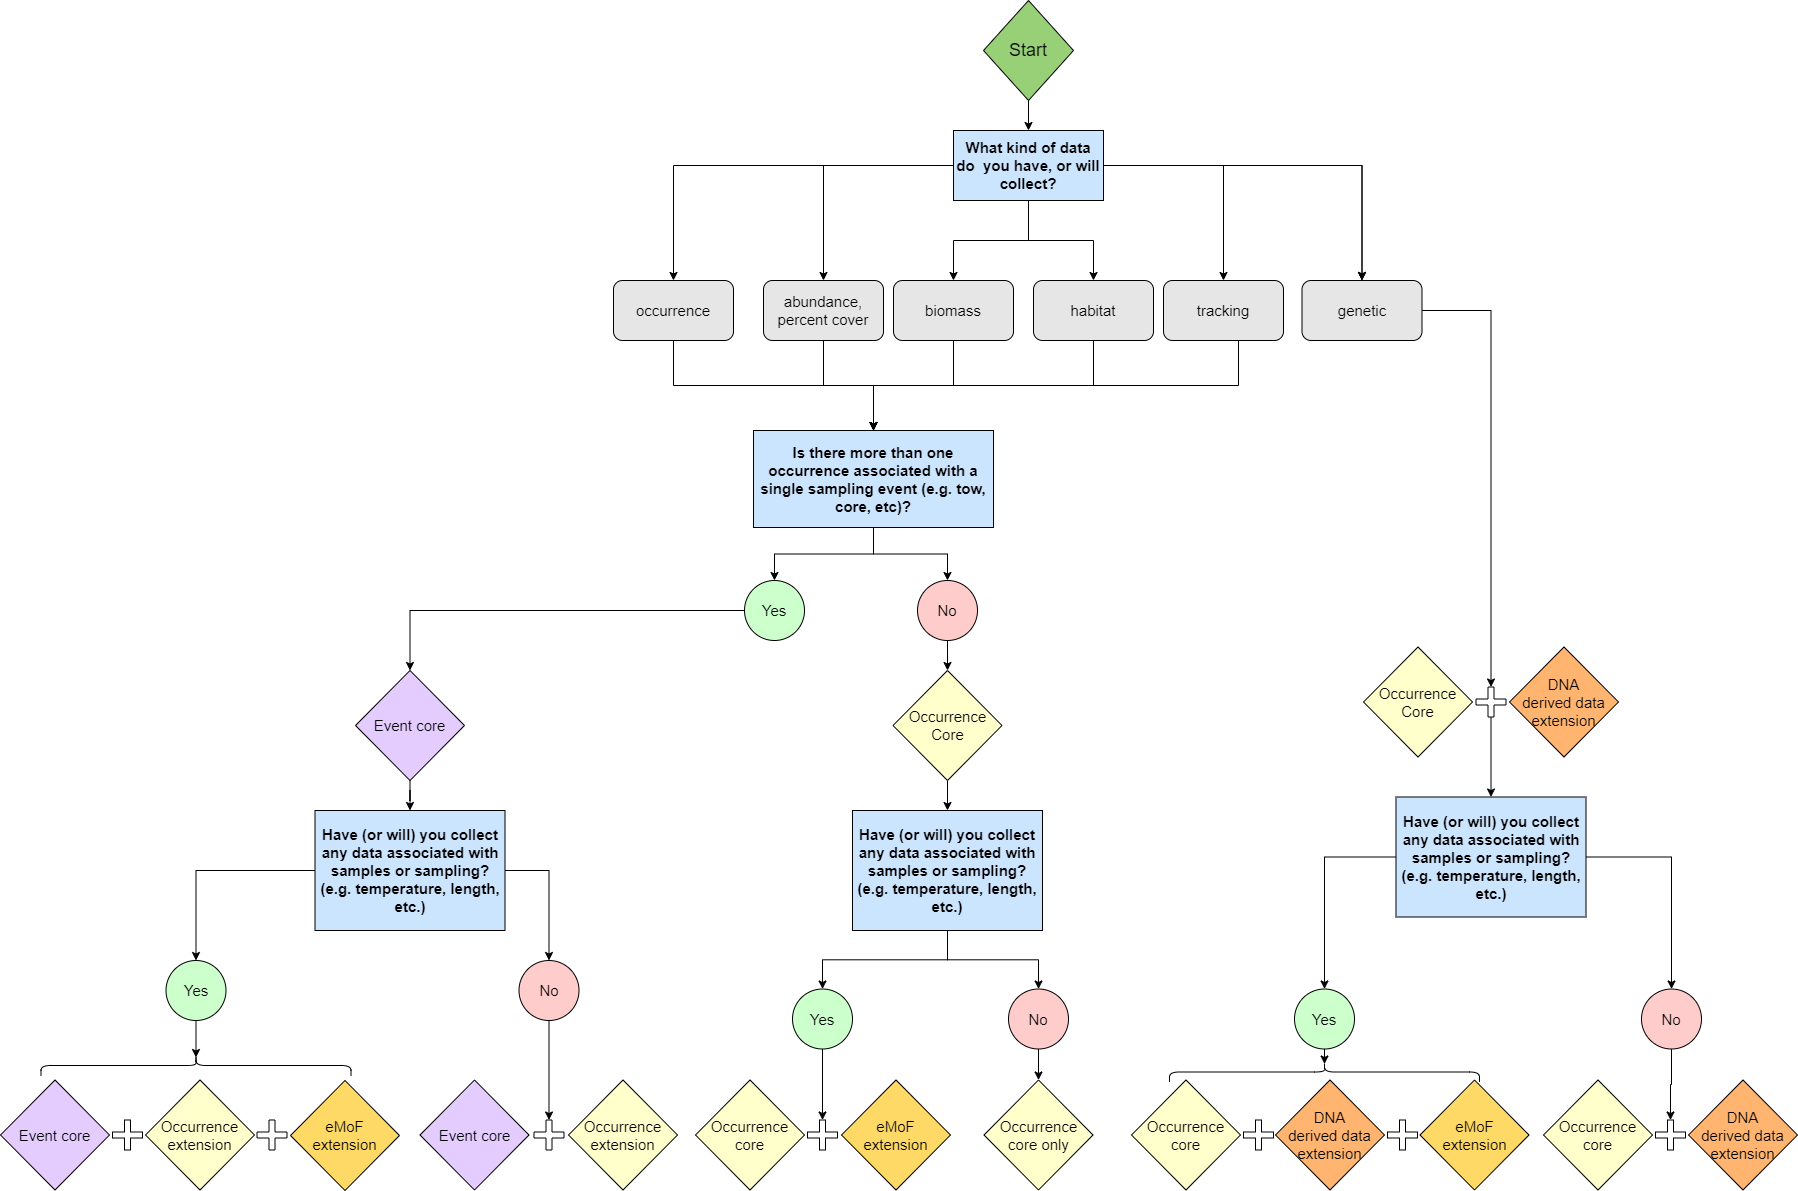 Start
What kind of data
do you have, or will
collect?
occurrence
abundance,
percent cover
biomass
habitat
tracking
genetic
Is there more than one
occurrence associated with a
single sampling event (e.g. tow,
core, etc)?
Yes
No
Event core
Occurrence
Core
Occurrence
Core
DNA
derived data
extension
Have (or will) you collect
any data associated with
samples or sampling?
(e.g. temperature, length,
etc.)
Have (or will) you collect
any data associated with
samples or sampling?
(e.g. temperature, length,
etc.)
Have (or will) you collect
any data associated with
samples or sampling?
(e.g. temperature, length,
etc.)
Yes
No
Yes
No
Yes
No
Event core
Occurrence
extension
eMoF
extension
Event core
Occurrence
extension
Occurrence
core
eMoF
extension
Occurrence
core only
Occurrence
core
DNA
derived data
extension
eMoF
extension
Occurrence
core
DNA
derived data
extension